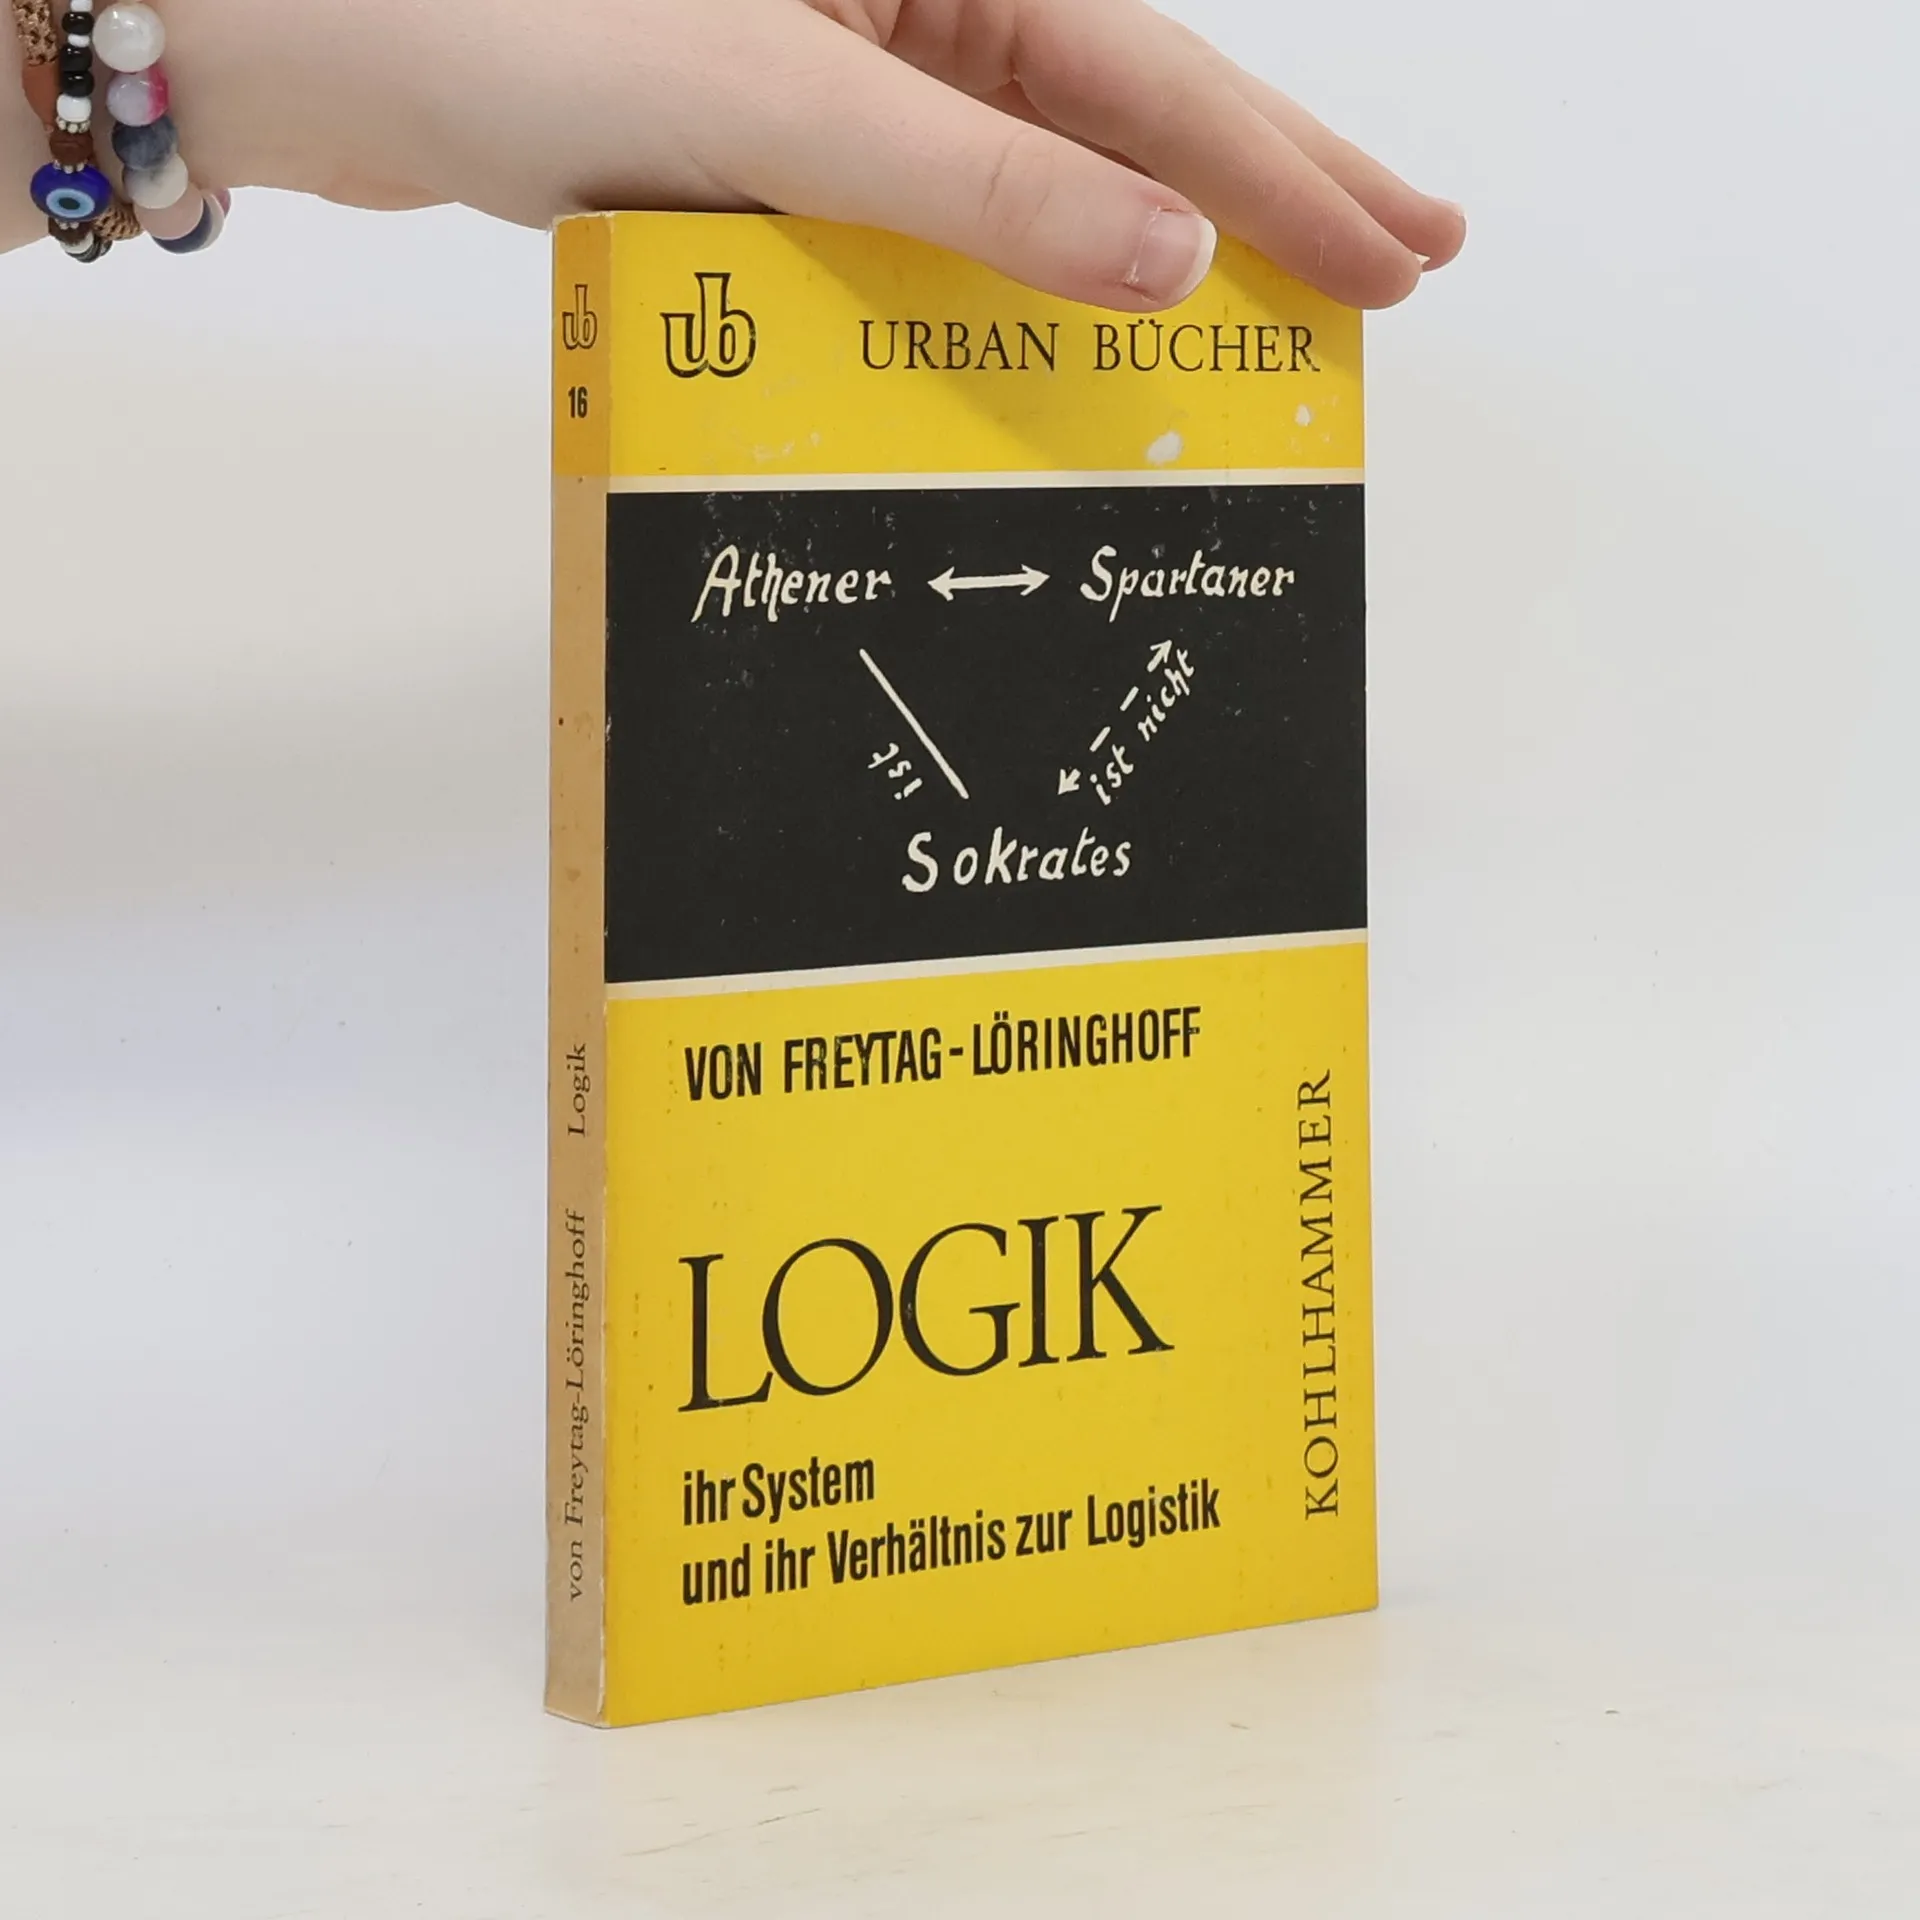 ub
16
von Freytag-Löringhoff Logik
ub URBAN BÜCHER
Athener Spartaner
ist
ist nicht
Sokrates
VON FREYTAG-LÖRINGHOFF
LOGIK
ihr System
und ihr Verhältnis zur Logistik
KOHLHAMMER